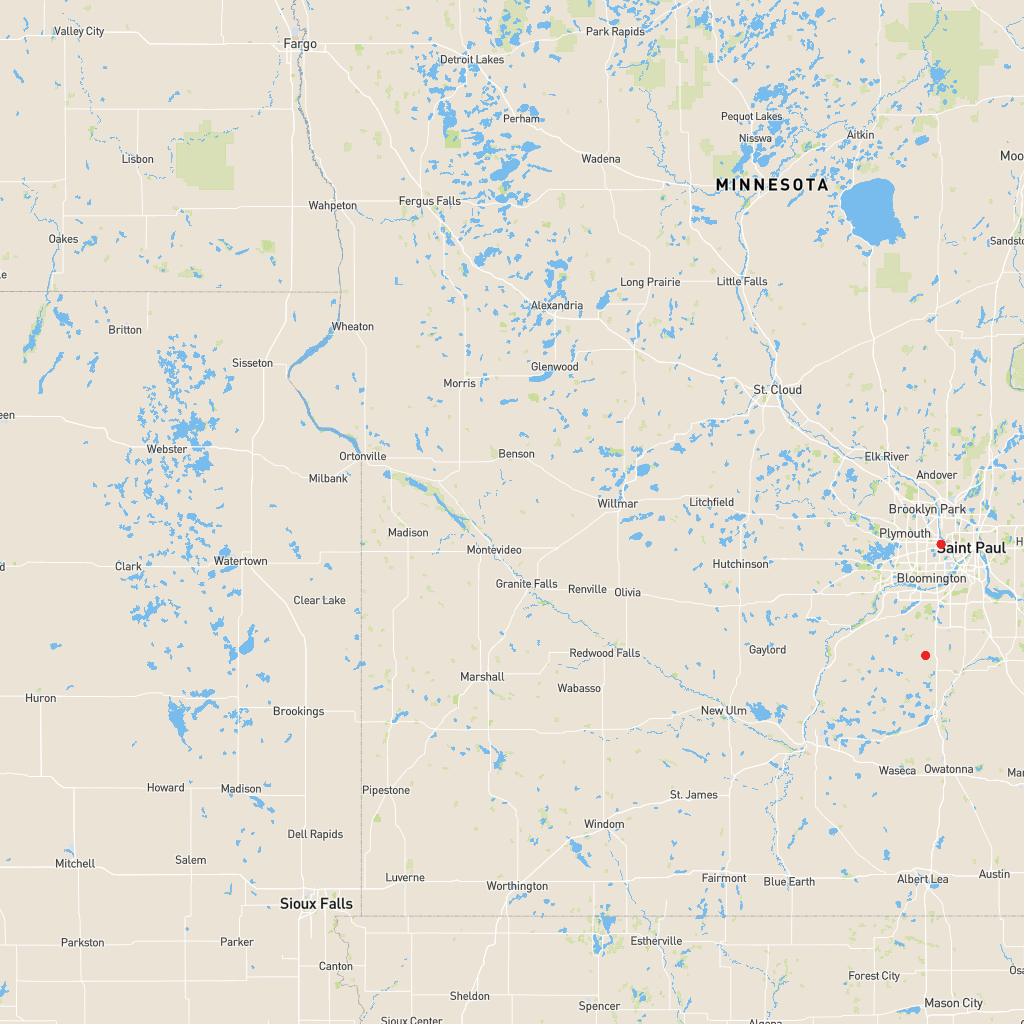 Valley City
Fargo
Park Rapids
Detroit Lakes
Perham
Pequot Lakes
Nisswa
Aitkin
Lisbon
Wadena
Moo
MINNESOTA
Fergus Falls
Wahpeton
Oakes
Sandsto
le
Long Prairie
Little Falls
Alexandria
Britton
Wheaton
Sisseton
Glenwood
Morris
St. Cloud
een
Webster
Ortonville
Benson
Elk River
Milbank
Andover
Willmar
Litchfield
Brooklyn Park
Madison
Plymouth
H
Saint Paul
Montevideo
Clark
Watertown
Hutchinson
d
Bloomington
Granite Falls
Renville
Olivia
Clear Lake
Redwood Falls
Gaylord
Marshall
Wabasso
Huron
Brookings
New Ulm
Waseca
Owatonna
Man
Howard
Madison
Pipestone
St. James
Windom
Dell Rapids
Mitchell
Salem
Luverne
Worthington
Fairmont
Blue Earth
Albert Lea
Austin
Sioux Falls
Parkston
Parker
Estherville
Canton
Forest City
Osa
Sheldon
Spencer
Mason City
Sioux Center
Algona